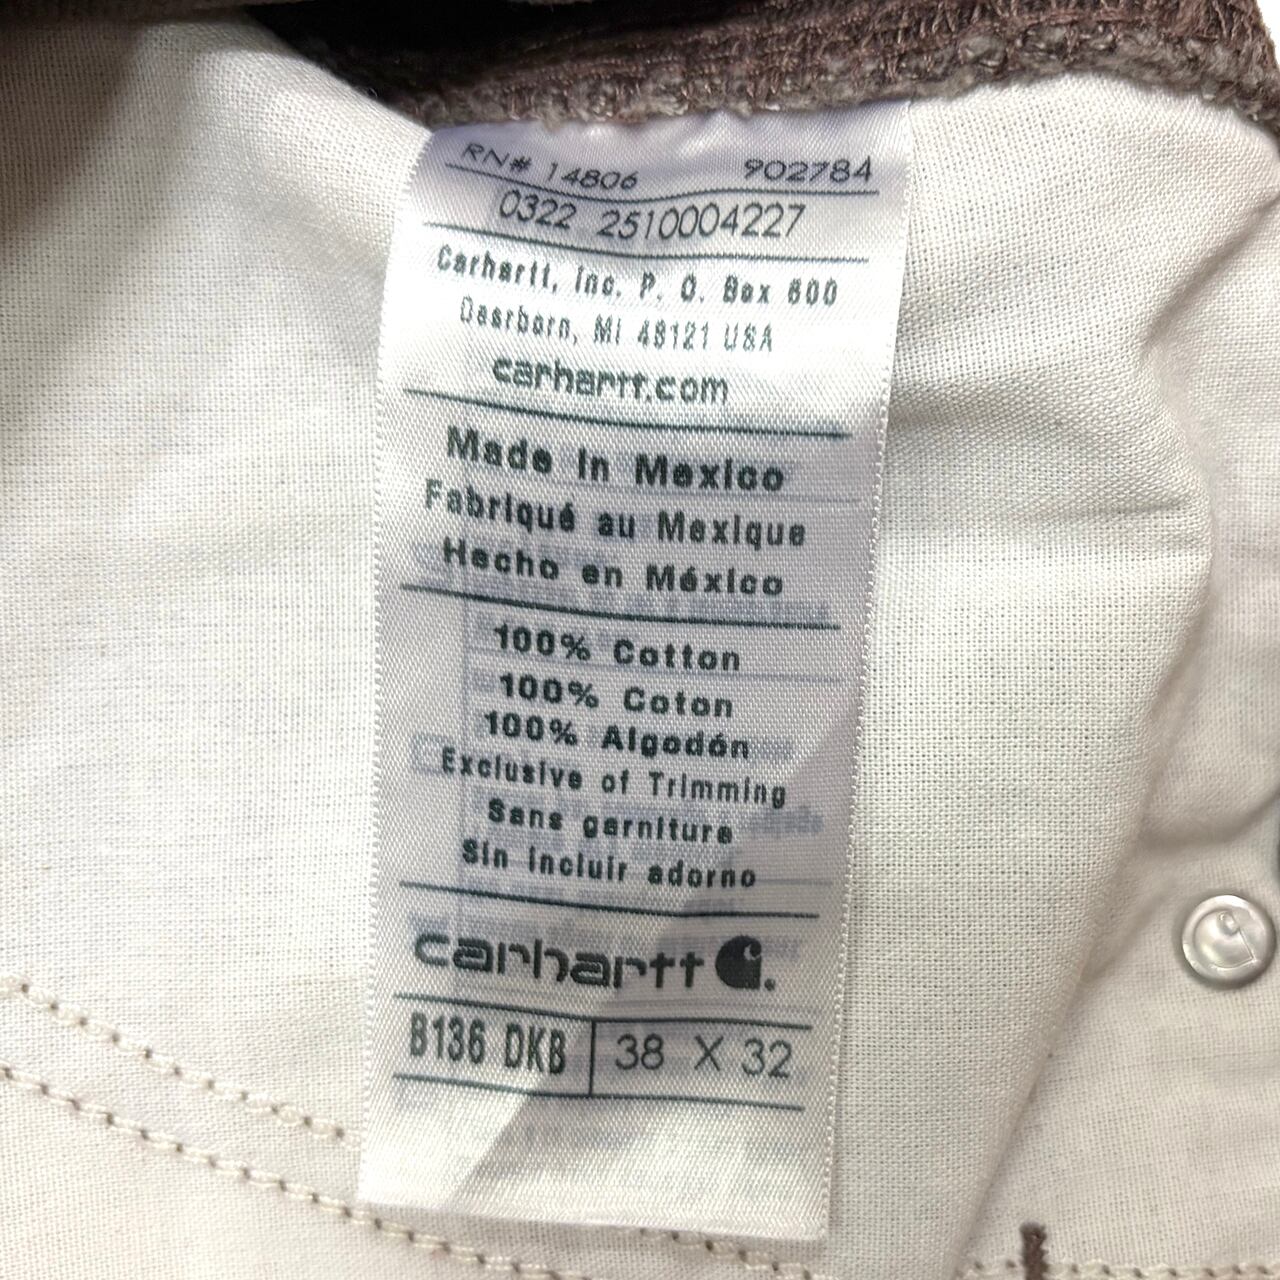 RN# 14806 902784
0322 2510004227
Carhartt, Inc. P. O. Box 600
Dearborn, MI 48121 USA
carhartt.com
Made in Mexico
Fabriqué au Mexique
Hecho en México
100% Cotton
100% Coton
100% Algodón
Exclusive of Trimming
Sans garniture
Sin incluir adorno
carhartt
B136 DKB 38 X 32